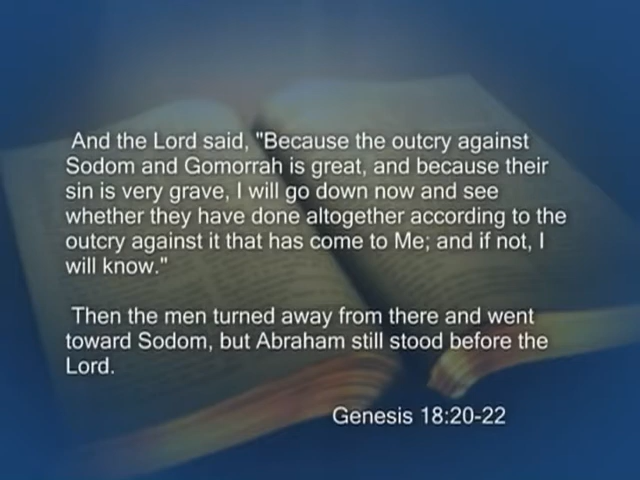 And the Lord said, "Because the outcry against
Sodom and Gomorrah is great, and because their
sin is very grave, I will go down now and see
whether they have done altogether according to the
outcry against it that has come to Me; and if not, I
will know."
Then the men turned away from there and went
toward Sodom, but Abraham still stood before the
Lord.
Genesis 18:20-22